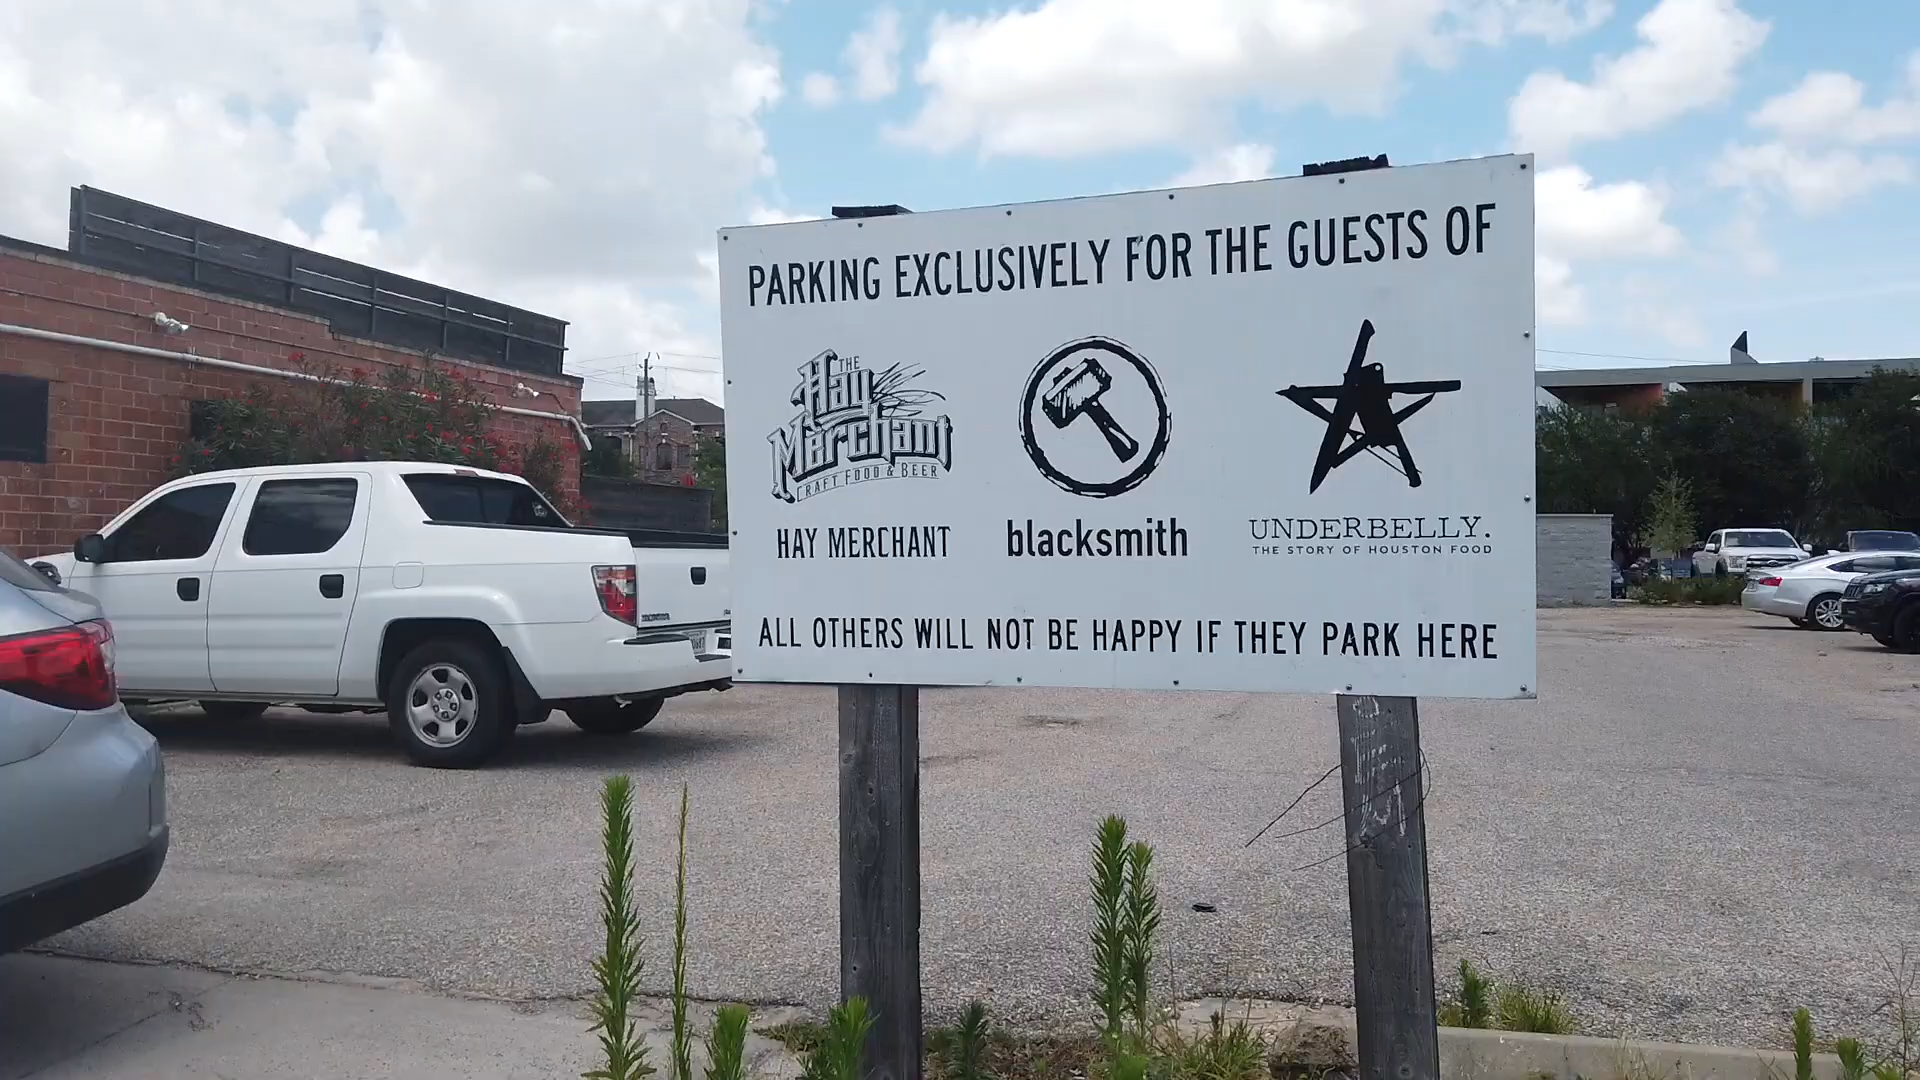 PARKING EXCLUSIVELY FOR THE GUESTS OF
THE
Hay
Merchant
CRAFT FOOD & BEER
HAY MERCHANT
blacksmith
UNDERBELLY.
THE STORY OF HOUSTON FOOD
ALL OTHERS WILL NOT BE HAPPY IF THEY PARK HERE